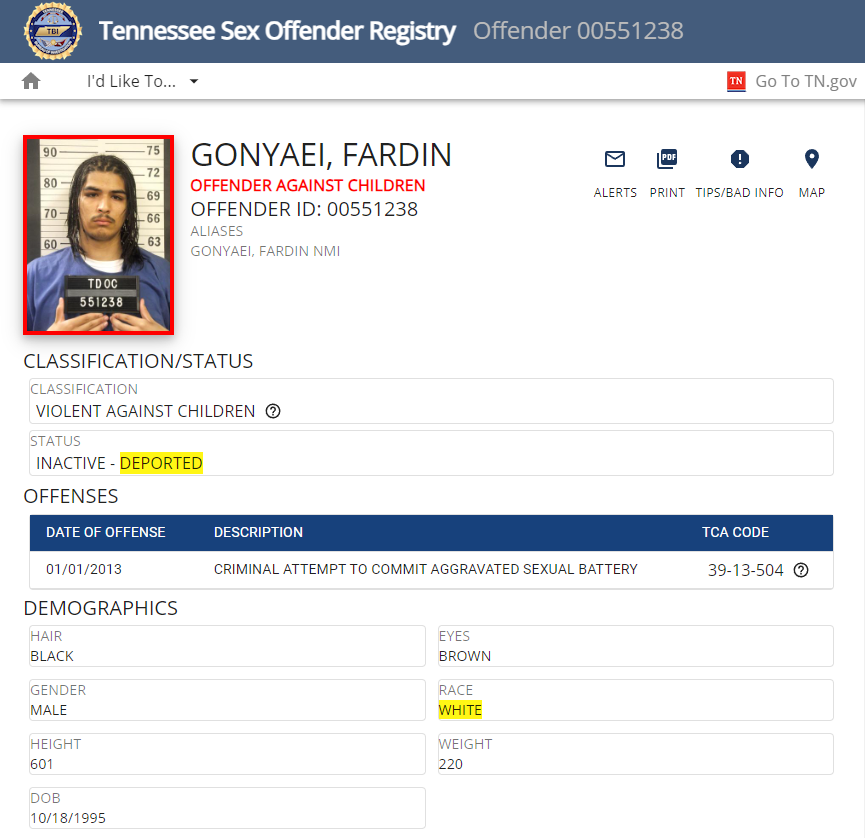 Tennessee Sex Offender Registry Offender 00551238
TBI
I'd Like To...
TN Go To TN.gov
GONYAEI, FARDIN
OFFENDER AGAINST CHILDREN
OFFENDER ID: 00551238
ALIASES
GONYAEI, FARDIN NMI
PDF
ALERTS PRINT TIPS/BAD INFO MAP
90 75
72
80 69
70 66
60 63
TDOC
551238
CLASSIFICATION/STATUS
CLASSIFICATION
VIOLENT AGAINST CHILDREN
STATUS
INACTIVE - DEPORTED
OFFENSES
DATE OF OFFENSE DESCRIPTION TCA CODE
01/01/2013 CRIMINAL ATTEMPT TO COMMIT AGGRAVATED SEXUAL BATTERY 39-13-504
DEMOGRAPHICS
HAIR EYES
BLACK BROWN
GENDER RACE
MALE WHITE
HEIGHT WEIGHT
601 220
DOB
10/18/1995